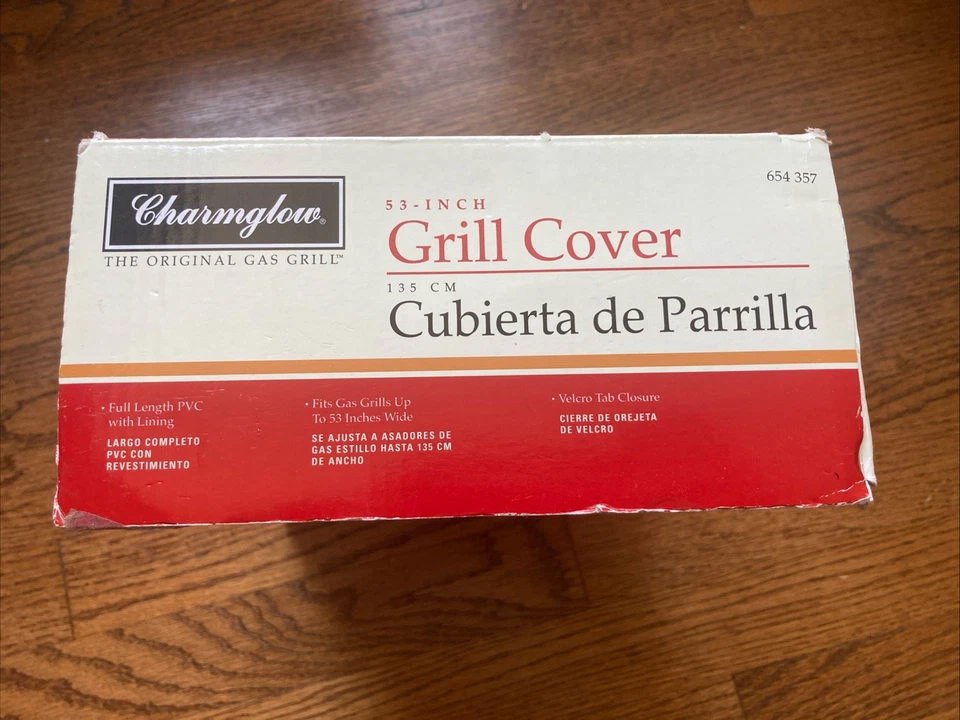 Charmglow®
THE ORIGINAL GAS GRILL™
654 357
53-INCH
Grill Cover
135 CM
Cubierta de Parrilla
• Full Length PVC
with Lining
LARGO COMPLETO
PVC CON
REVESTIMIENTO
• Fits Gas Grills Up
To 53 Inches Wide
SE AJUSTA A ASADORES DE
GAS ESTILLO HASTA 135 CM
DE ANCHO
• Velcro Tab Closure
CIERRE DE OREJETA
DE VELCRO